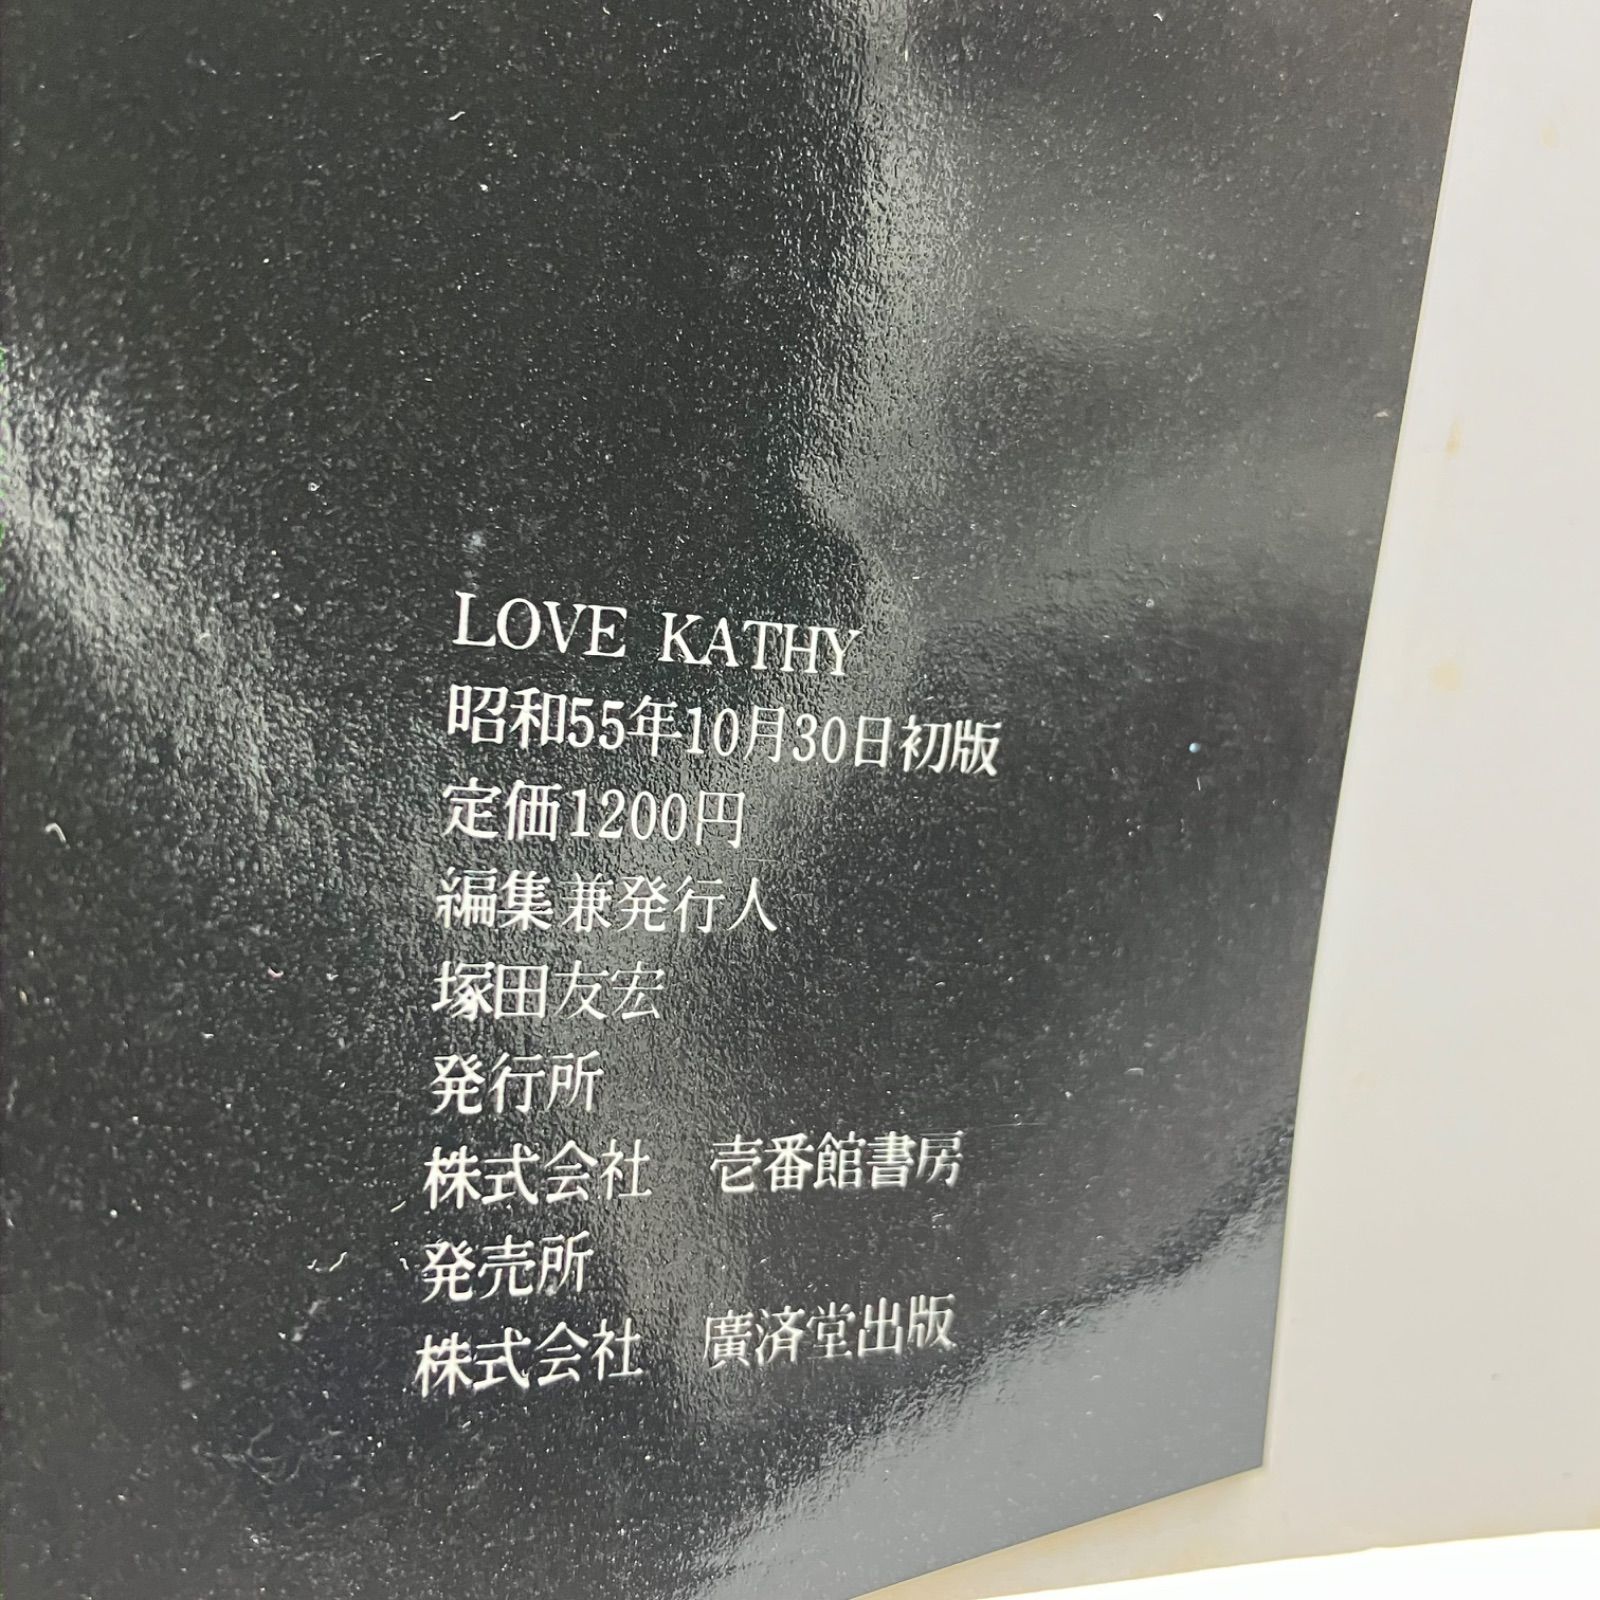 LOVE KATHY
昭和55年10月30日初版
定価1200円
編集兼発行人
塚田友宏
発行所
株式会社　壱番館書房
発売所
株式会社　廣済堂出版